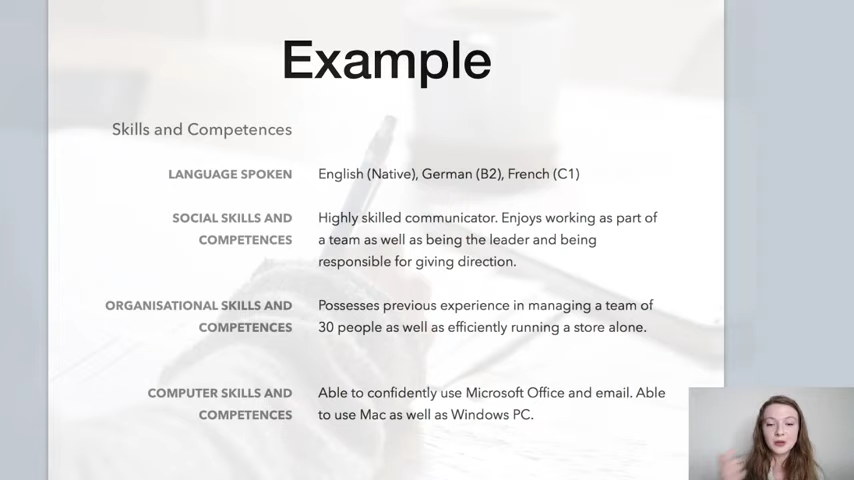 Example
Skills and Competences
LANGUAGE SPOKEN
English (Native), German (B2), French (C1)
SOCIAL SKILLS AND
COMPETENCES
Highly skilled communicator. Enjoys working as part of
a team as well as being the leader and being
responsible for giving direction.
ORGANISATIONAL SKILLS AND
COMPETENCES
Possesses previous experience in managing a team of
30 people as well as efficiently running a store alone.
COMPUTER SKILLS AND
COMPETENCES
Able to confidently use Microsoft Office and email. Able
to use Mac as well as Windows PC.